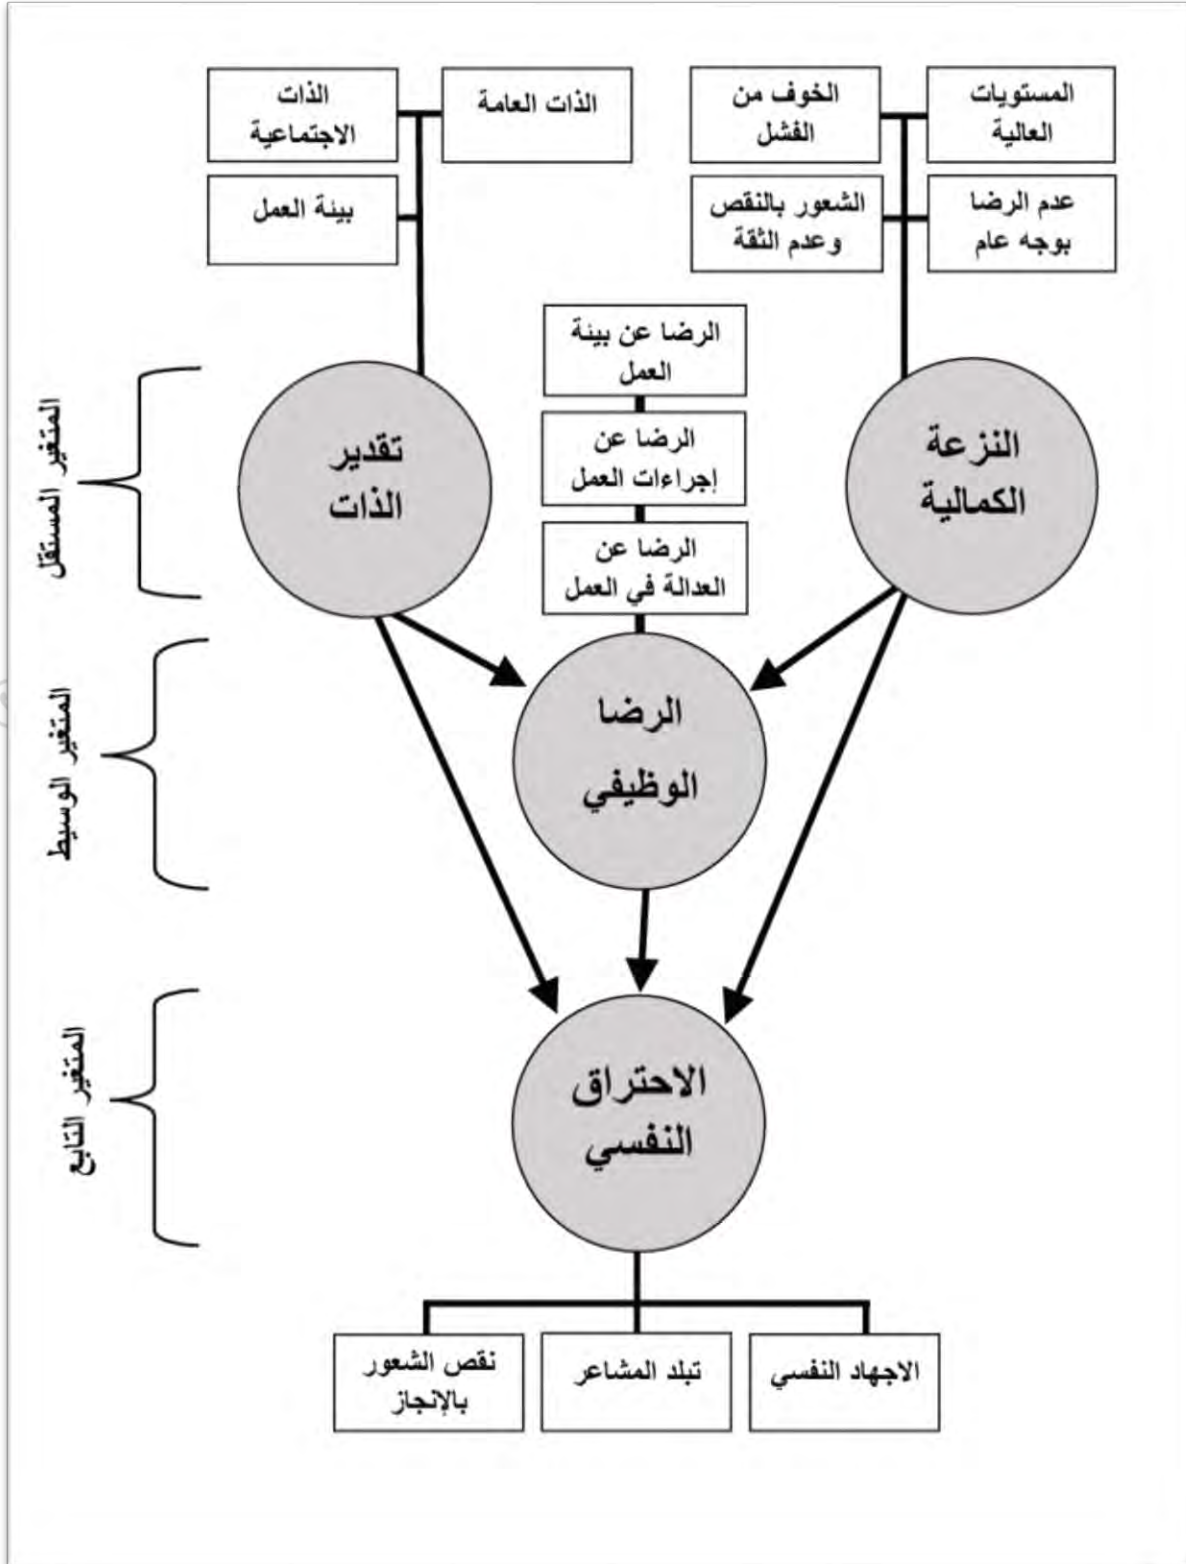 المستويات
العالية
الخوف من
الفشل
الذات العامة
الذات
الاجتماعية
عدم الرضا
بوجه عام
الشعور بالنقص
وعدم الثقة
بيئة العمل
الرضا عن بيئة
العمل
الرضا عن
إجراءات العمل
الرضا عن
العدالة في العمل
النزعة
الكمالية
تقدير
الذات
المتغير المستقل
الرضا
الوظيفي
المتغير الوسيط
الاحتراق
النفسي
المتغير التابع
الاجهاد النفسي
تبلد المشاعر
نقص الشعور
بالإنجاز